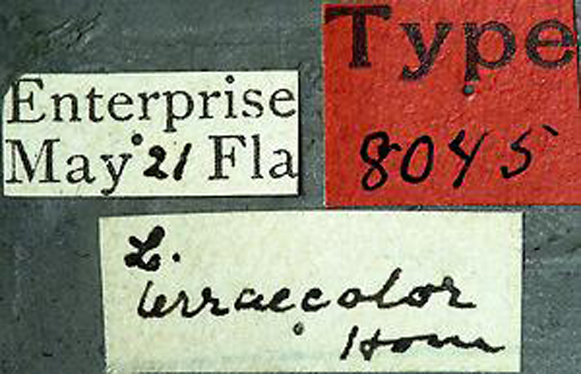 Enterprise
May 21 Fla
Type
8045
L.
terraecolor
Horn